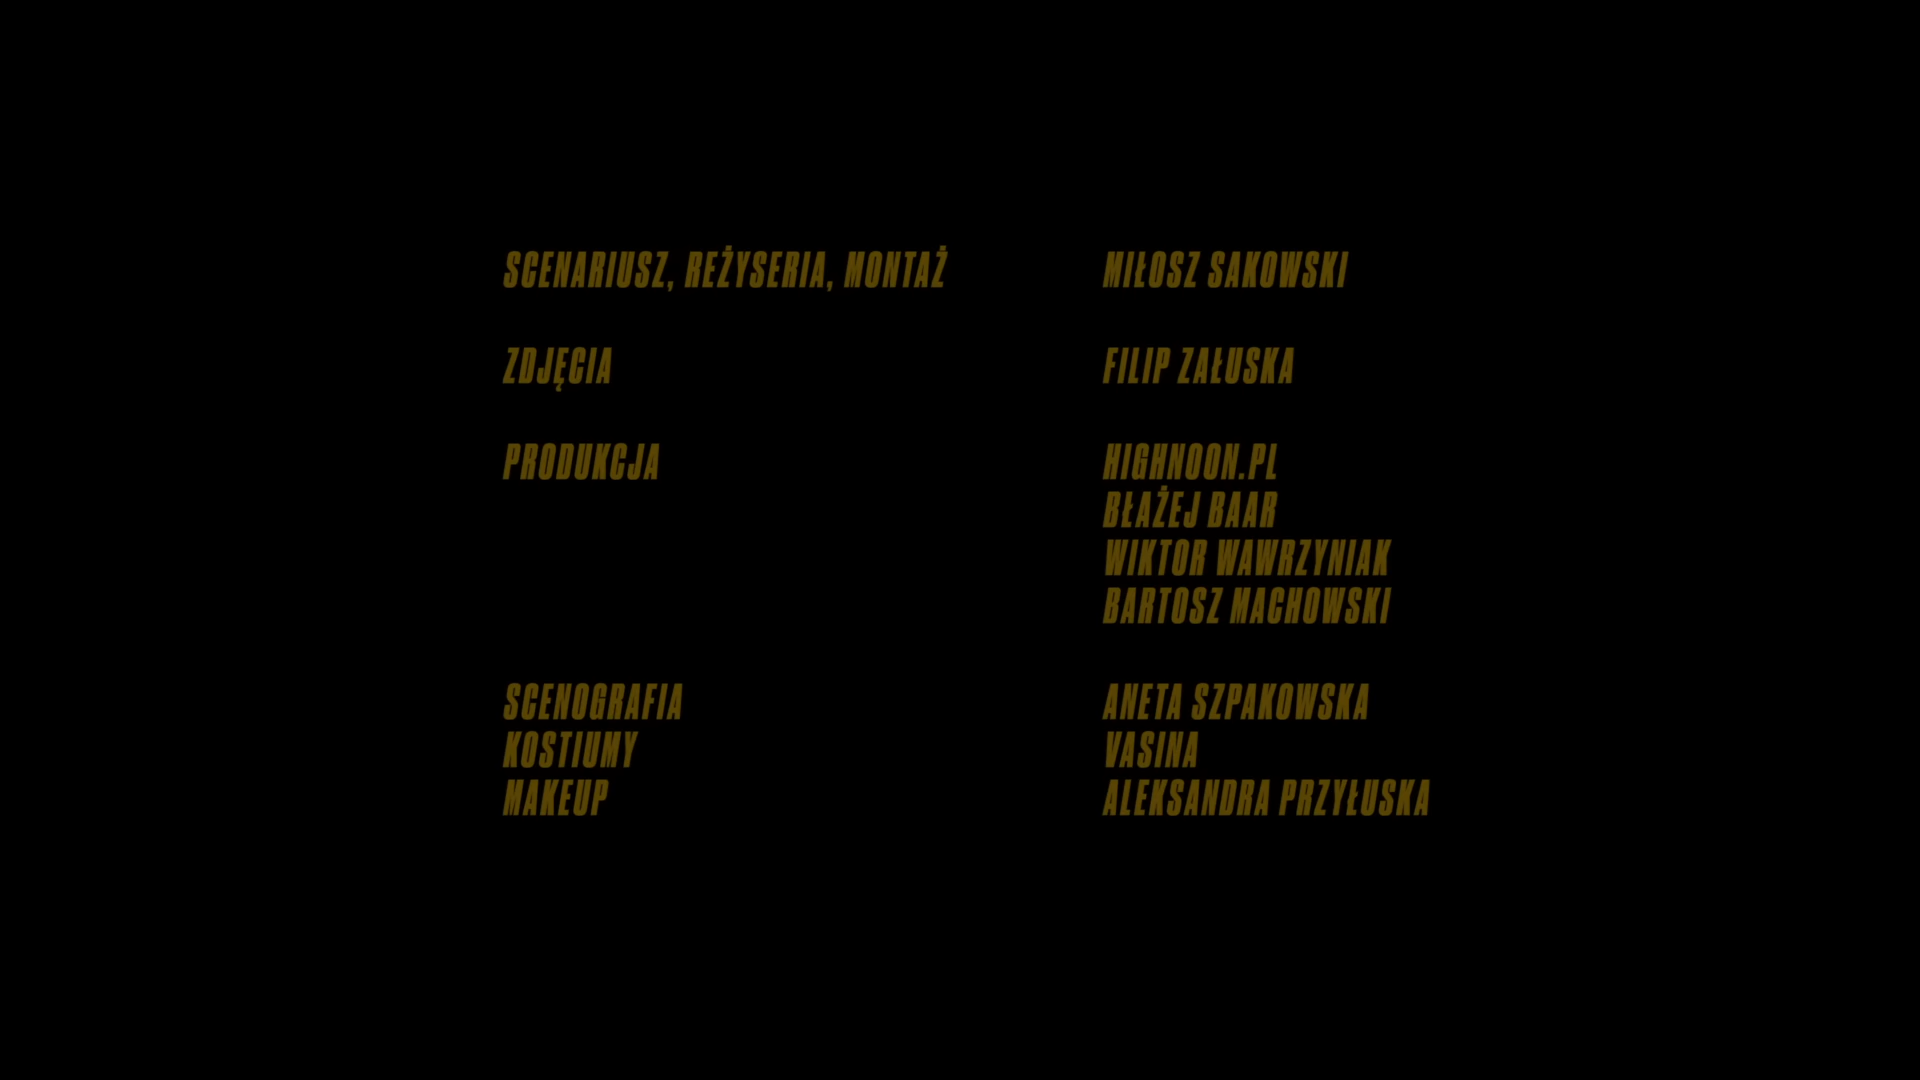 SCENARIUSZ, REŻYSERIA, MONTAŻ MIŁOSZ SAKOWSKI
ZDJĘCIA FILIP ZAŁUSKA
PRODUKCJA HIGHNOON.PL
BŁAŻEJ BAAR
WIKTOR WAWRZYNIAK
BARTOSZ MACHOWSKI
SCENOGRAFIA ANETA SZPAKOWSKA
KOSTIUMY VASINA
MAKEUP ALEKSANDRA PRZYŁUSKA